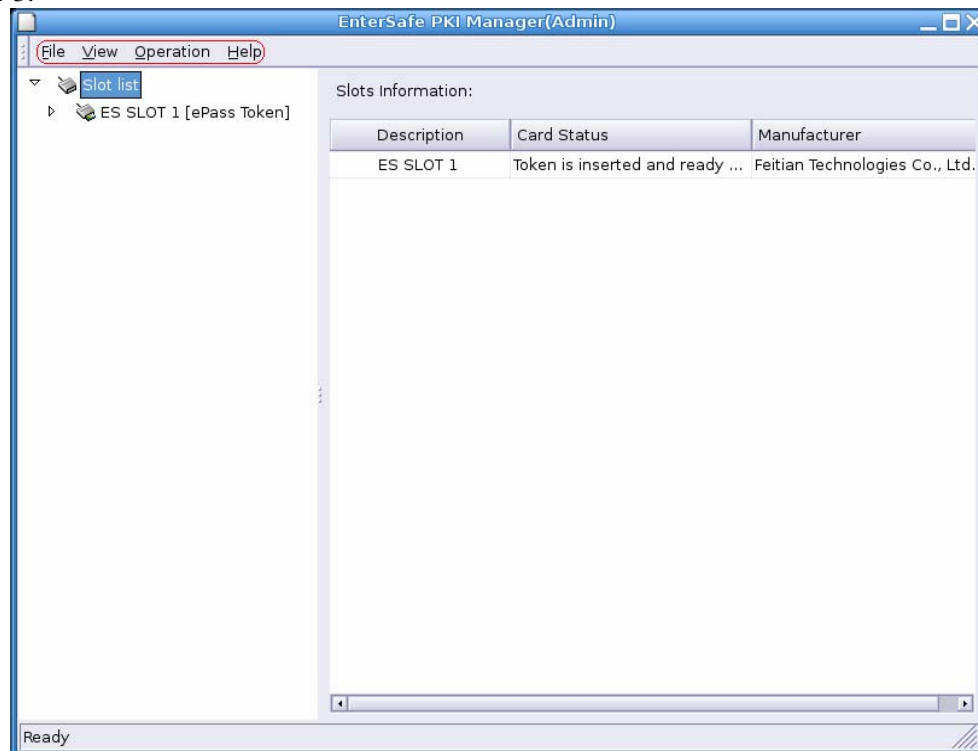 EnterSafe PKI Manager(Admin)
File View Operation Help
Slot list
ES SLOT 1 [ePass Token]
Slots Information:
Description Card Status Manufacturer
ES SLOT 1 Token is inserted and ready ... Feitian Technologies Co., Ltd.
Ready